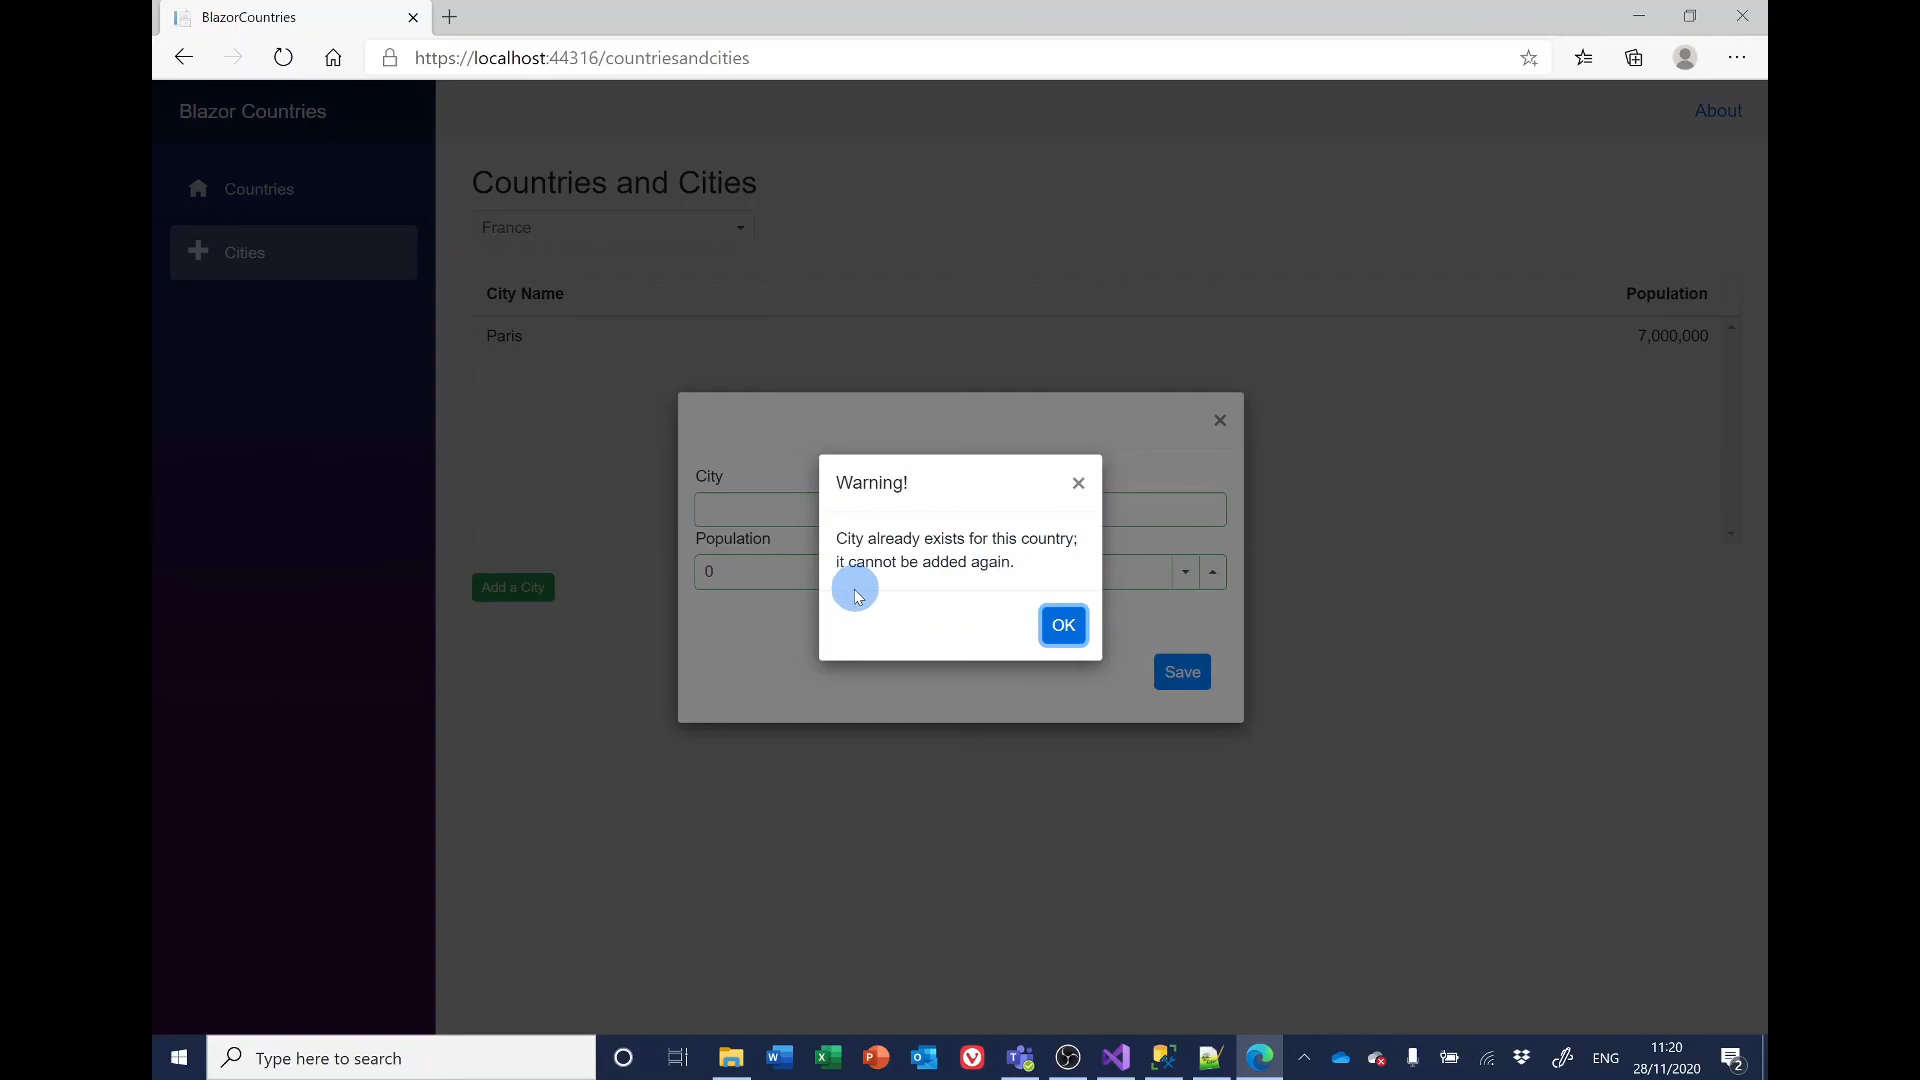 BlazorCountries
https://localhost:44316/countriesandcities
Blazor Countries
About
Countries
Cities
Countries and Cities
France
City Name Population
Paris 7,000,000
City
Population
0
Warning!
City already exists for this country;
it cannot be added again.
OK
Save
Add a City
Type here to search
ENG
11:20
28/11/2020
2